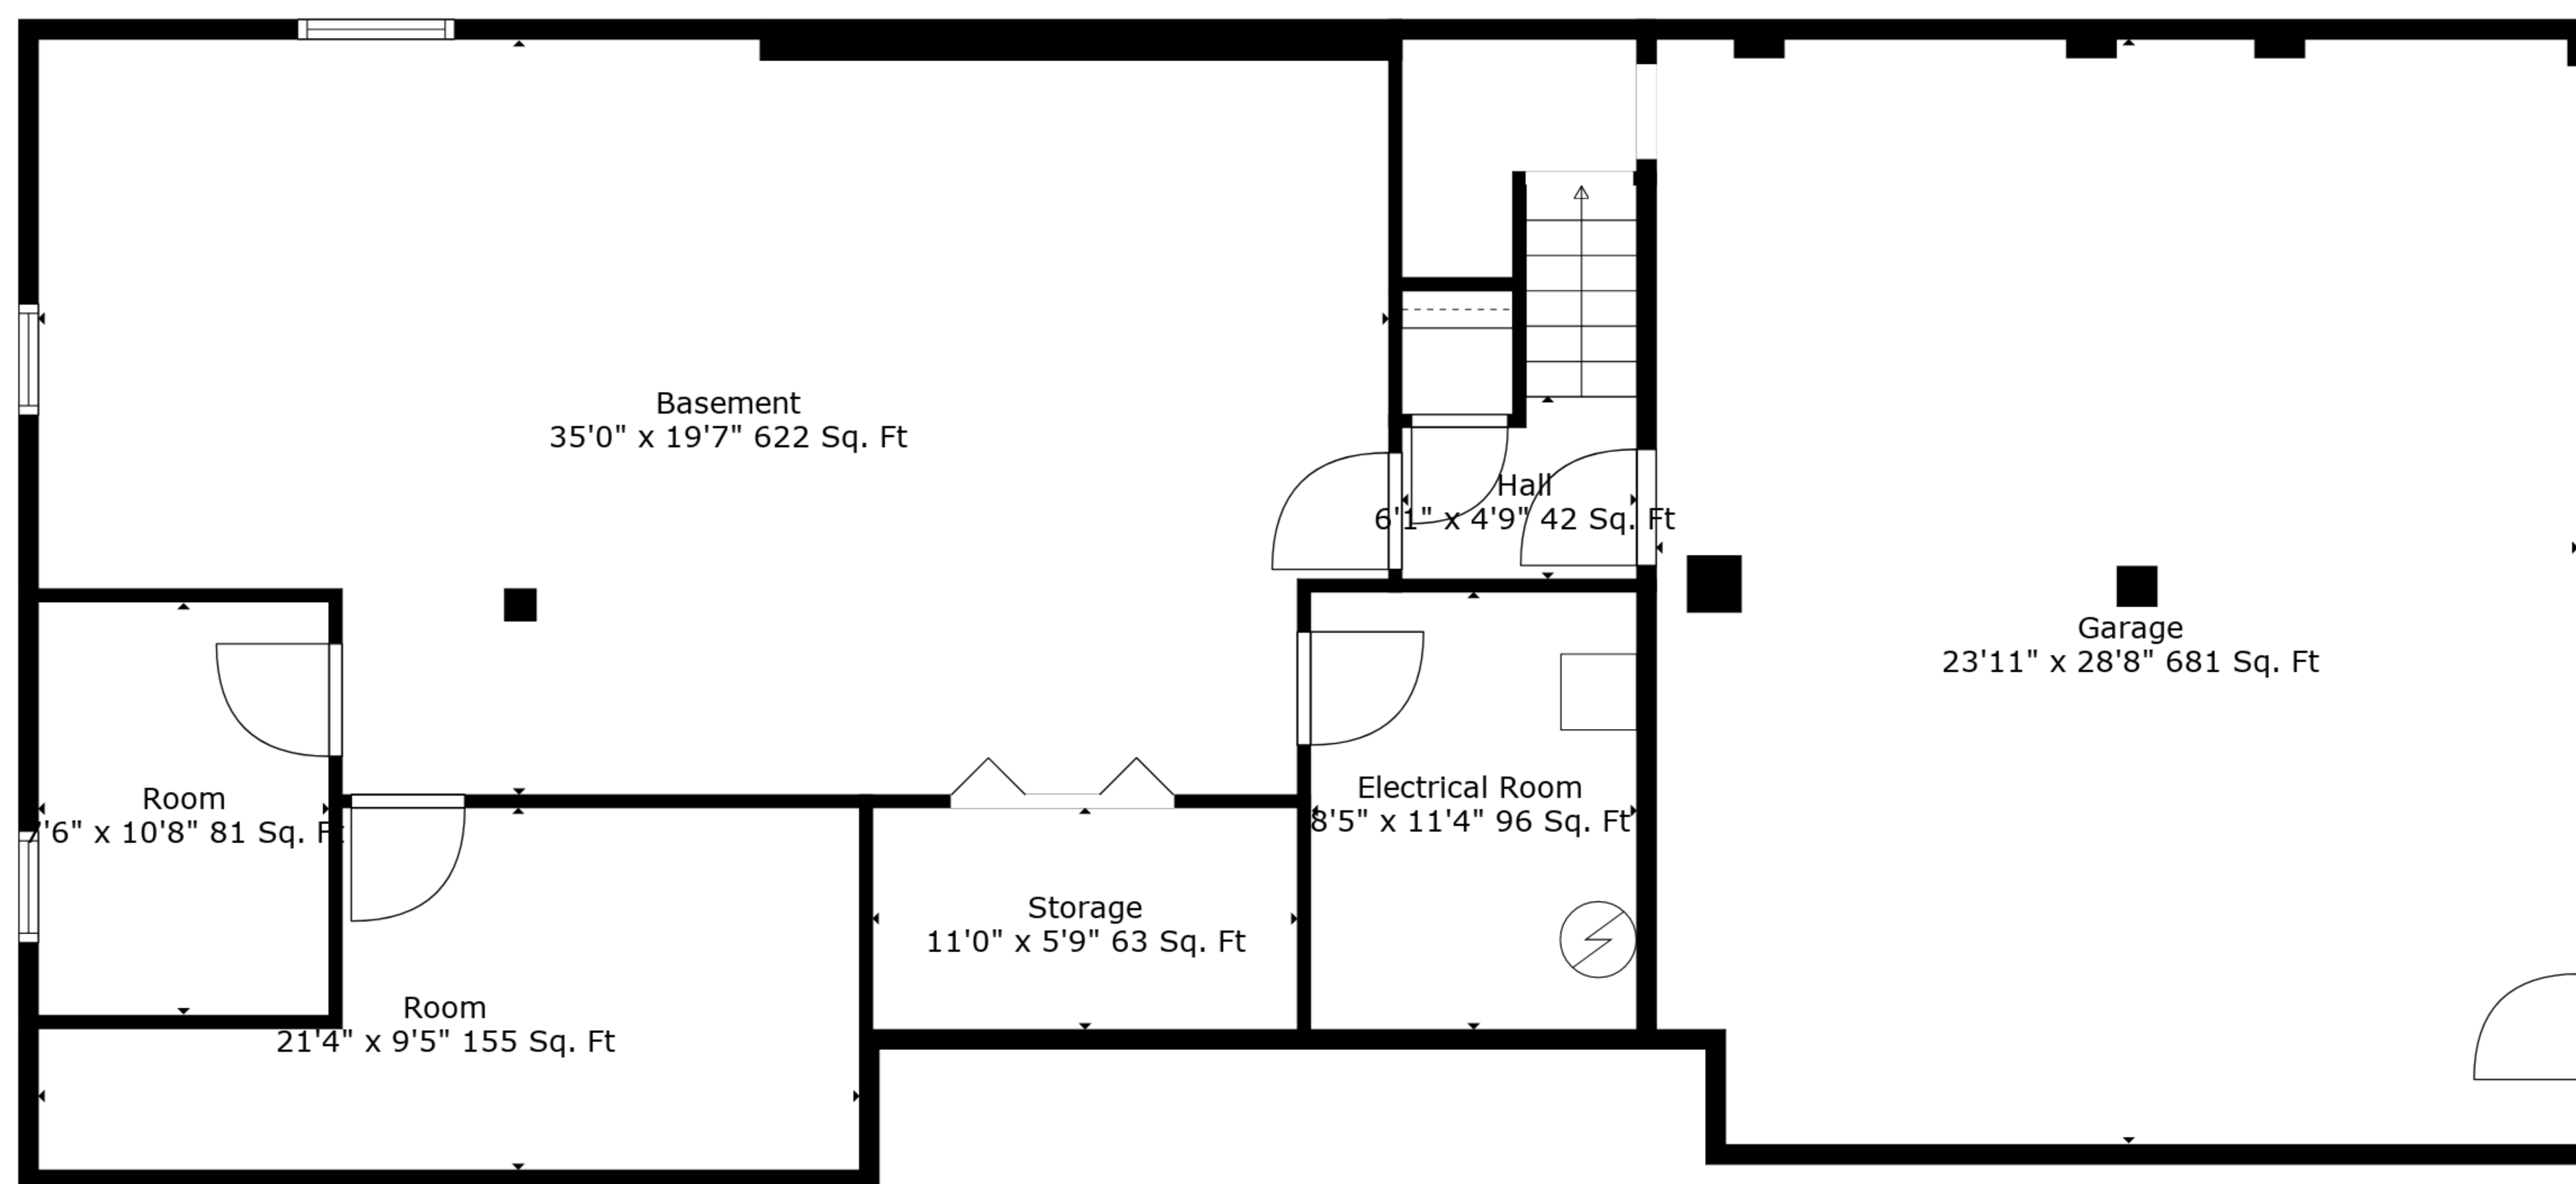 Basement
35'0" x 19'7" 622 Sq. Ft
Hall
6'1" x 4'9" 42 Sq. Ft
Garage
23'11" x 28'8" 681 Sq. Ft
Room
7'6" x 10'8" 81 Sq. Ft
Electrical Room
8'5" x 11'4" 96 Sq. Ft
Storage
11'0" x 5'9" 63 Sq. Ft
Room
21'4" x 9'5" 155 Sq. Ft